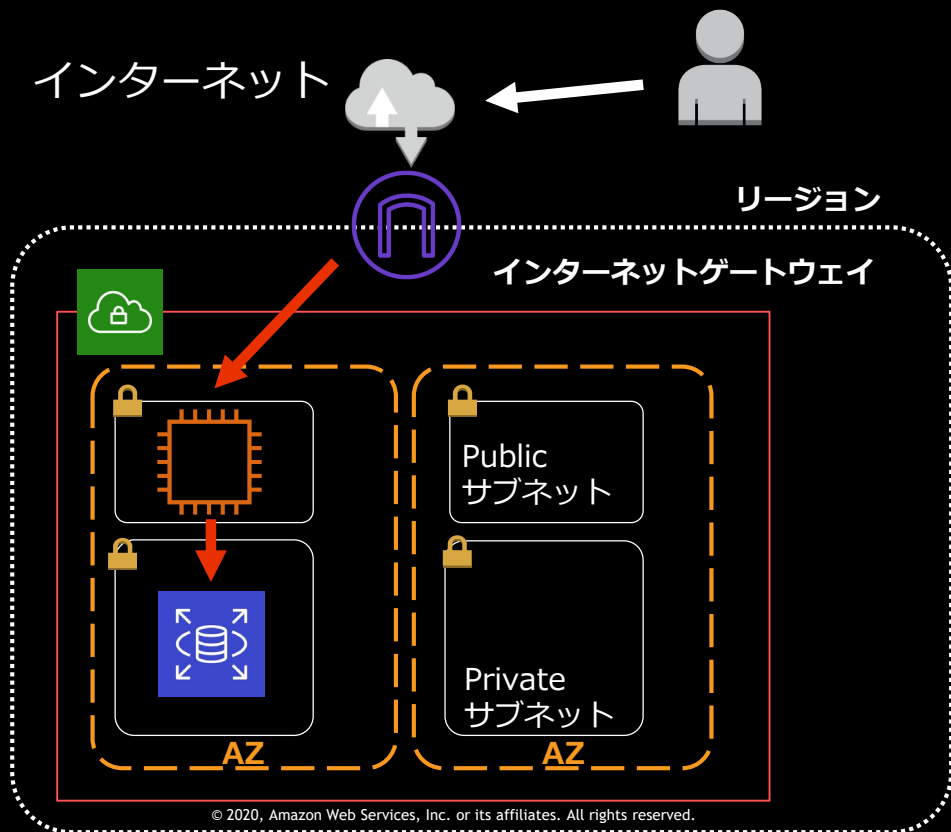 インターネット
リージョン
インターネットゲートウェイ
Public
サブネット
Private
サブネット
AZ
AZ
© 2020, Amazon Web Services, Inc. or its affiliates. All rights reserved.